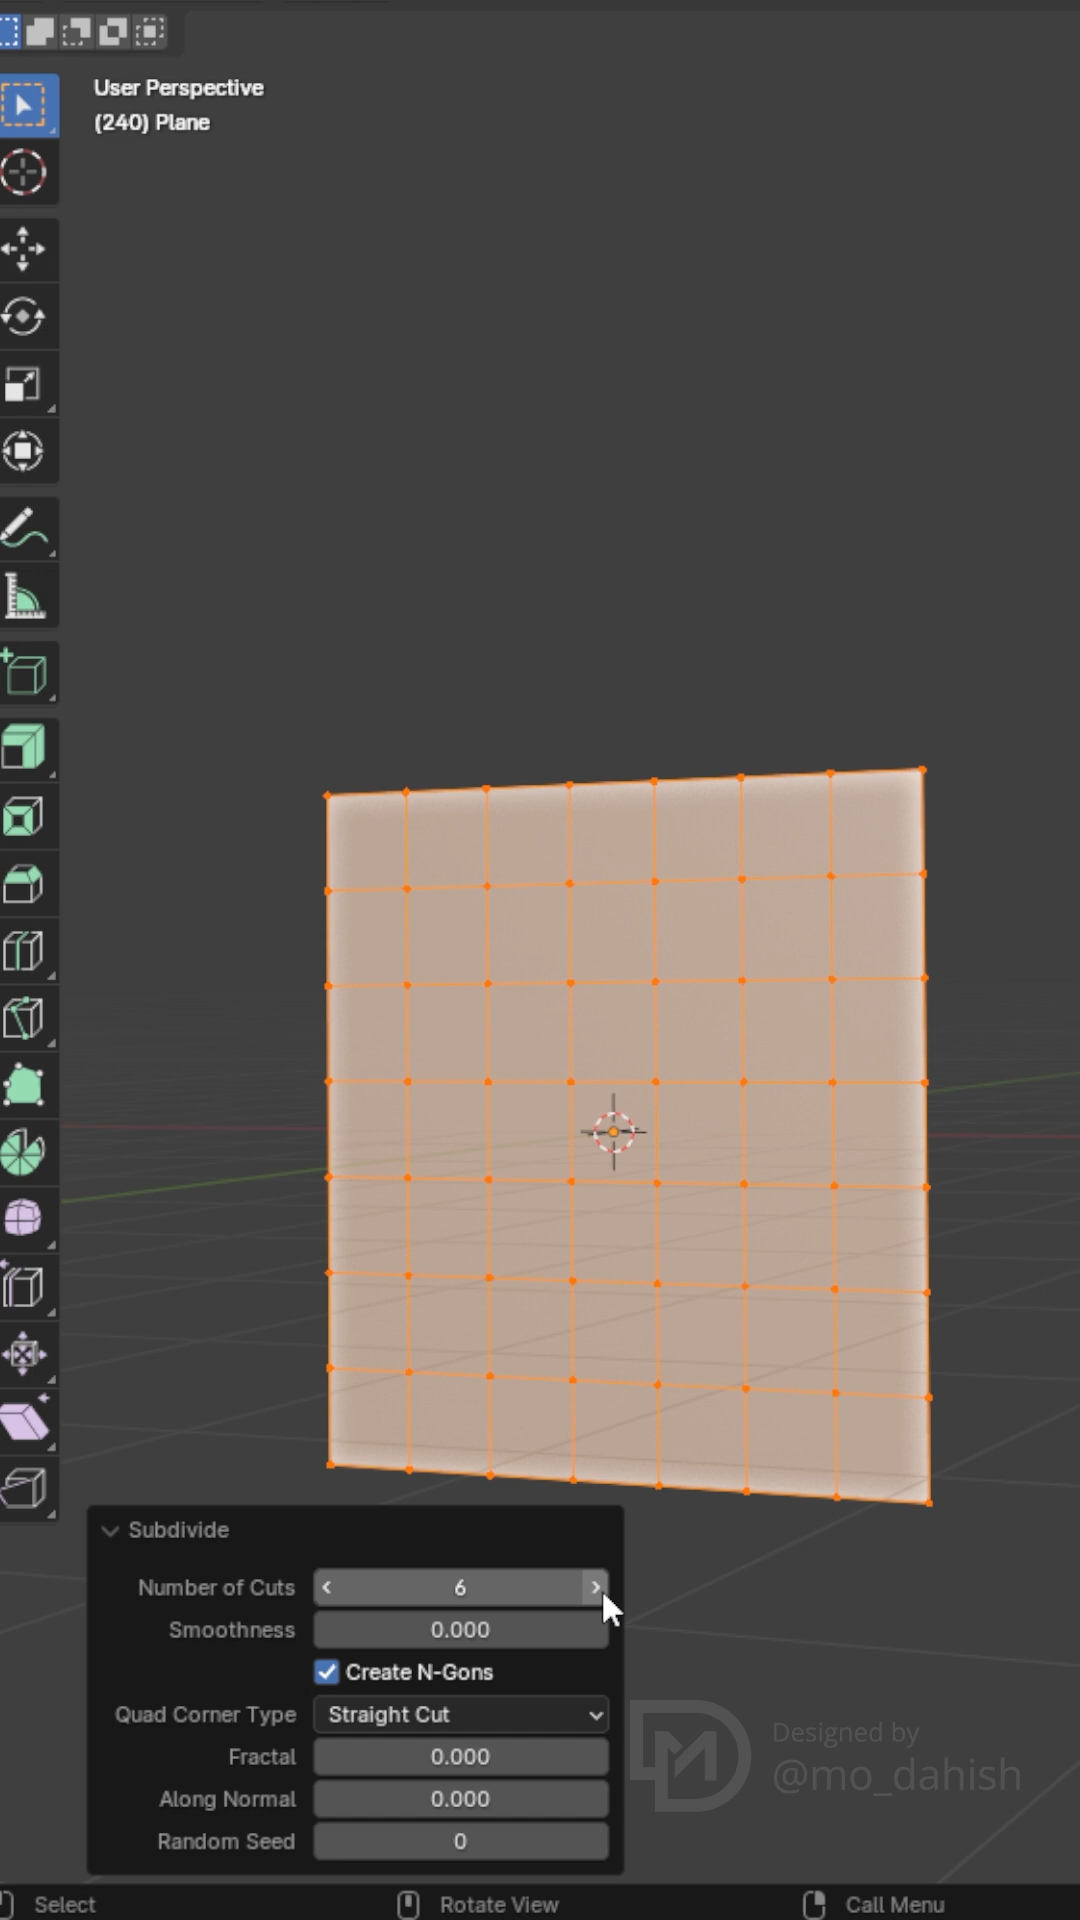 User Perspective
(240) Plane
Subdivide
Number of Cuts 6
Smoothness 0.000
Create N-Gons
Quad Corner Type Straight Cut
Fractal 0.000
Along Normal 0.000
Random Seed 0
Designed by
@mo_dahish
Select Rotate View Call Menu